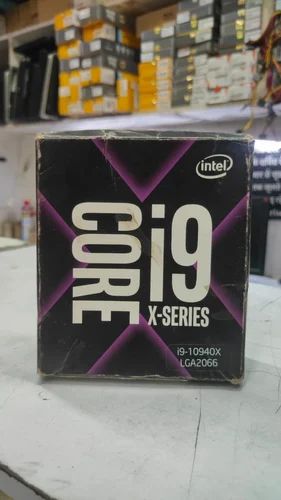 intel
CORE i9
X-SERIES
i9-10940X
LGA2066